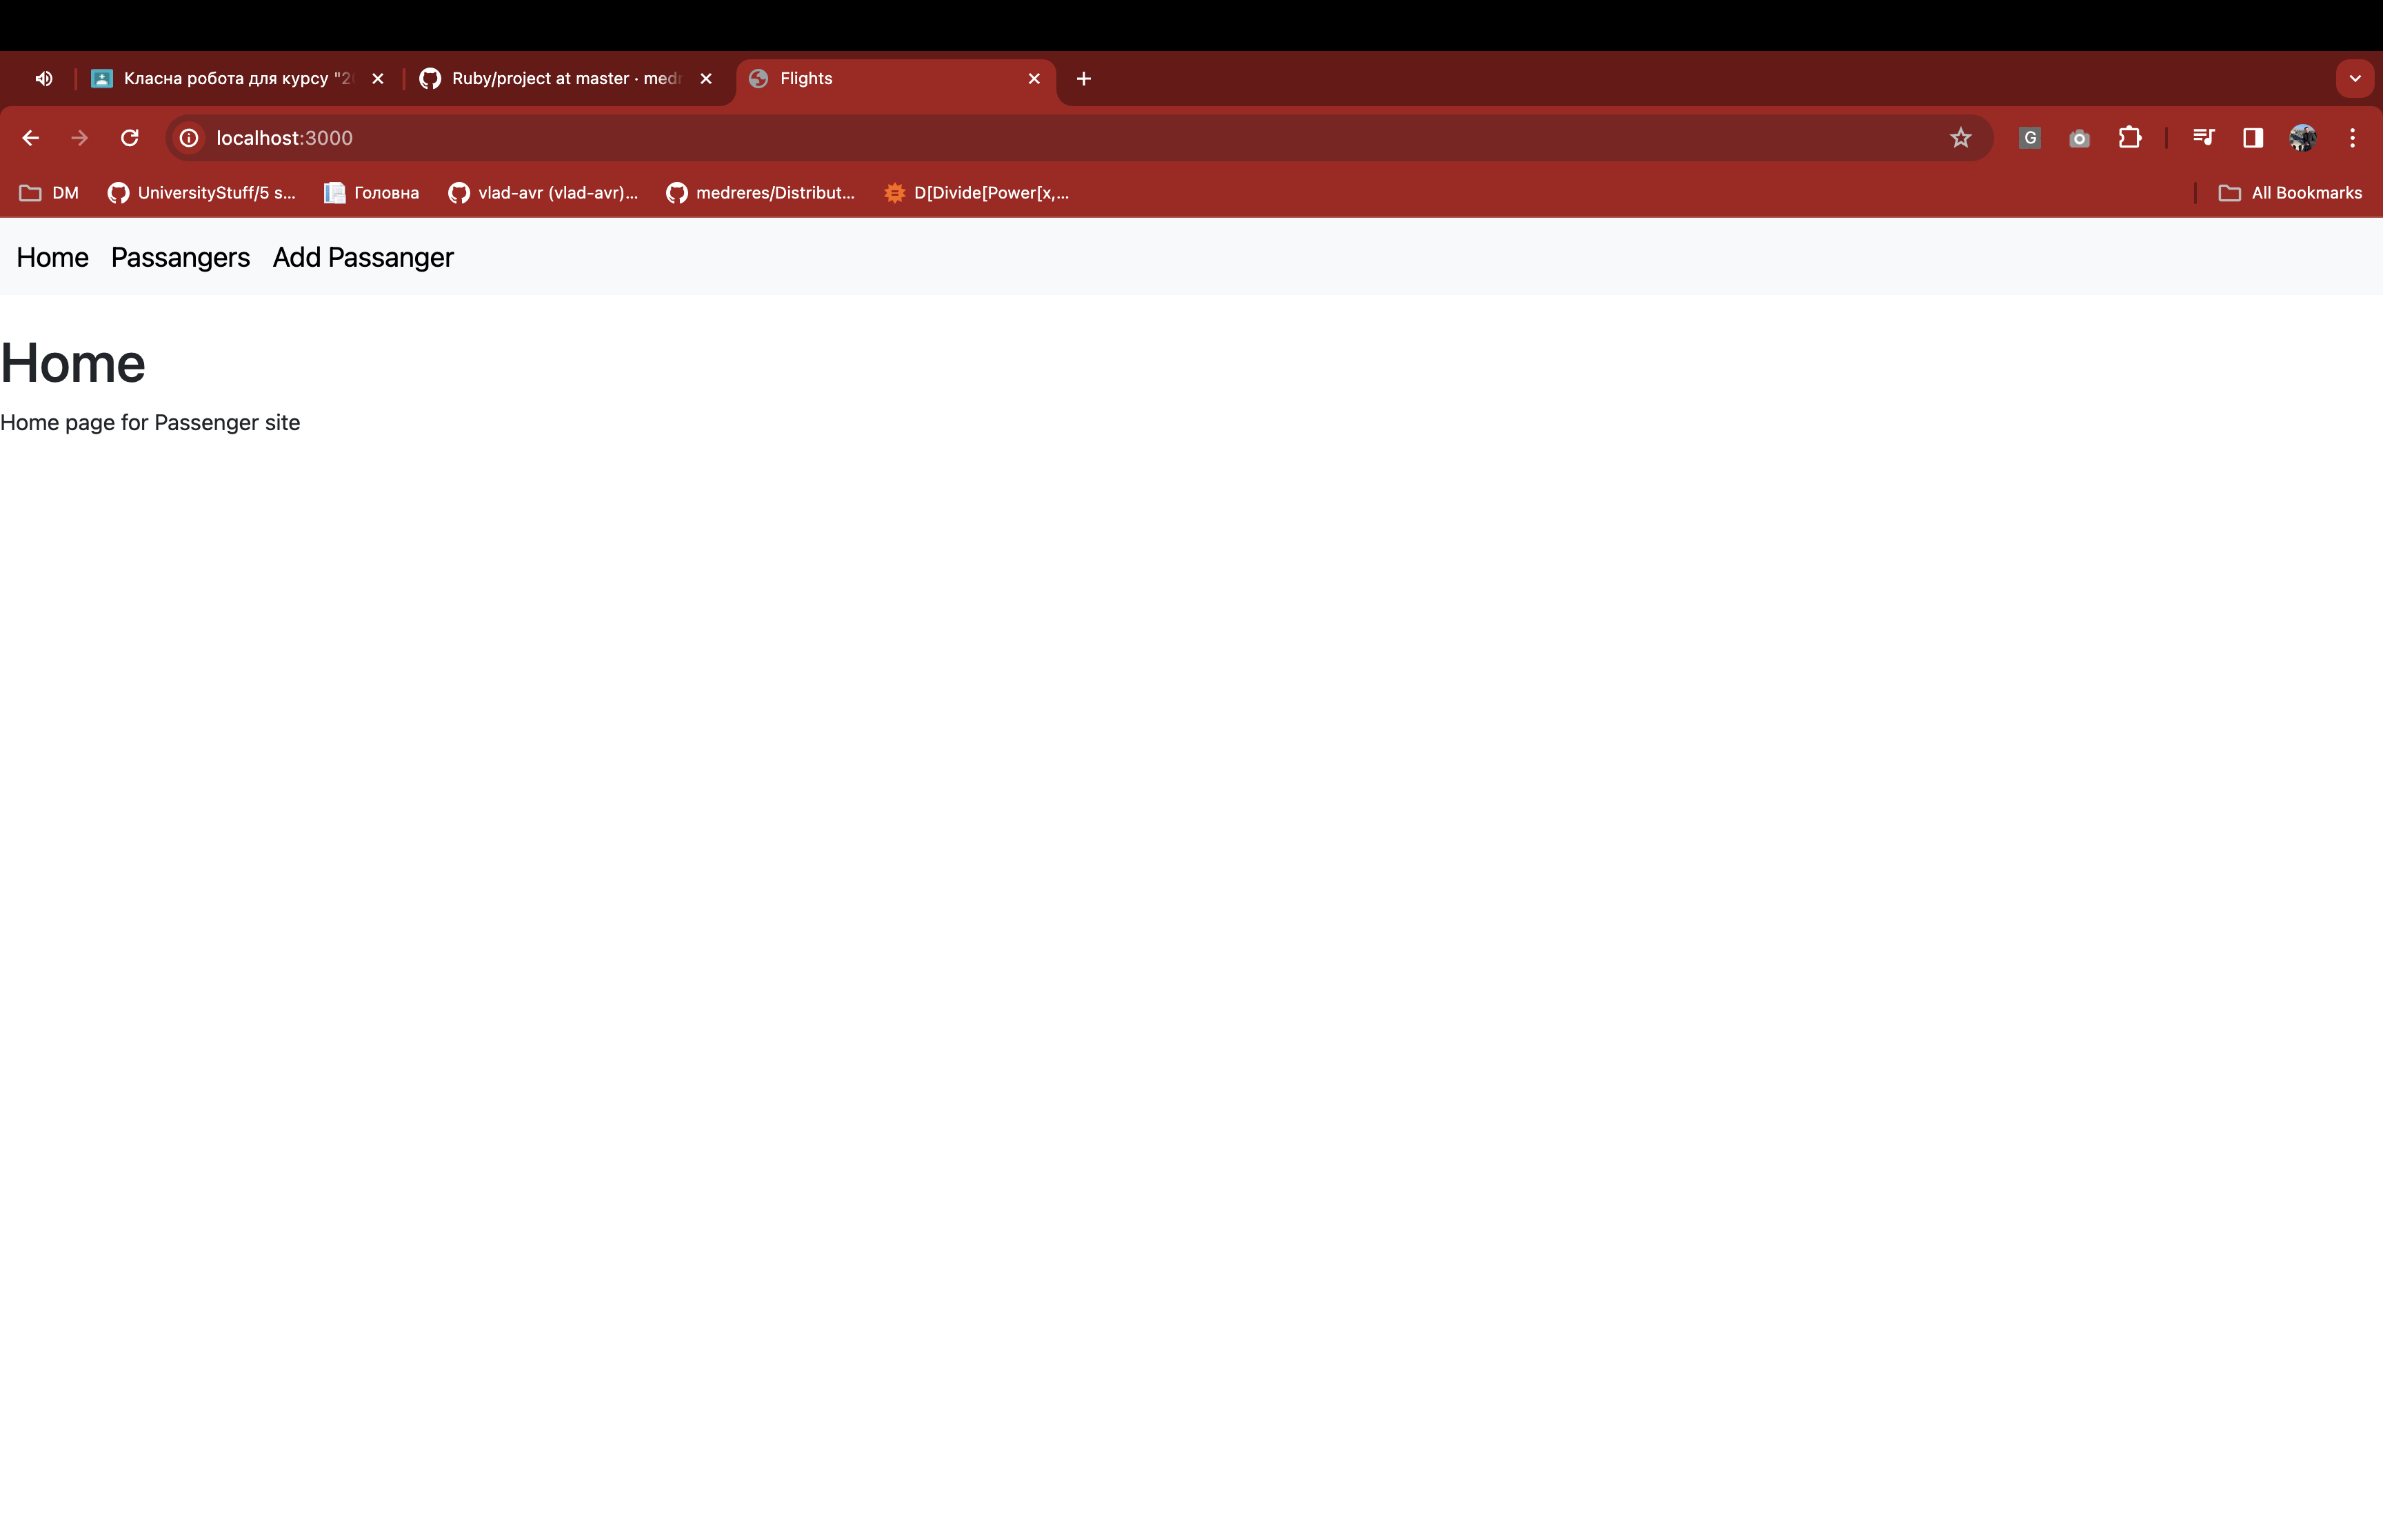 Класна робота для курсу "2
Ruby/project at master · med
Flights
localhost:3000
G
DM
UniversityStuff/5 s...
Головна
vlad-avr (vlad-avr)...
medreres/Distribut...
D[Divide[Power[x,...
All Bookmarks
Home Passangers Add Passanger
Home
Home page for Passenger site